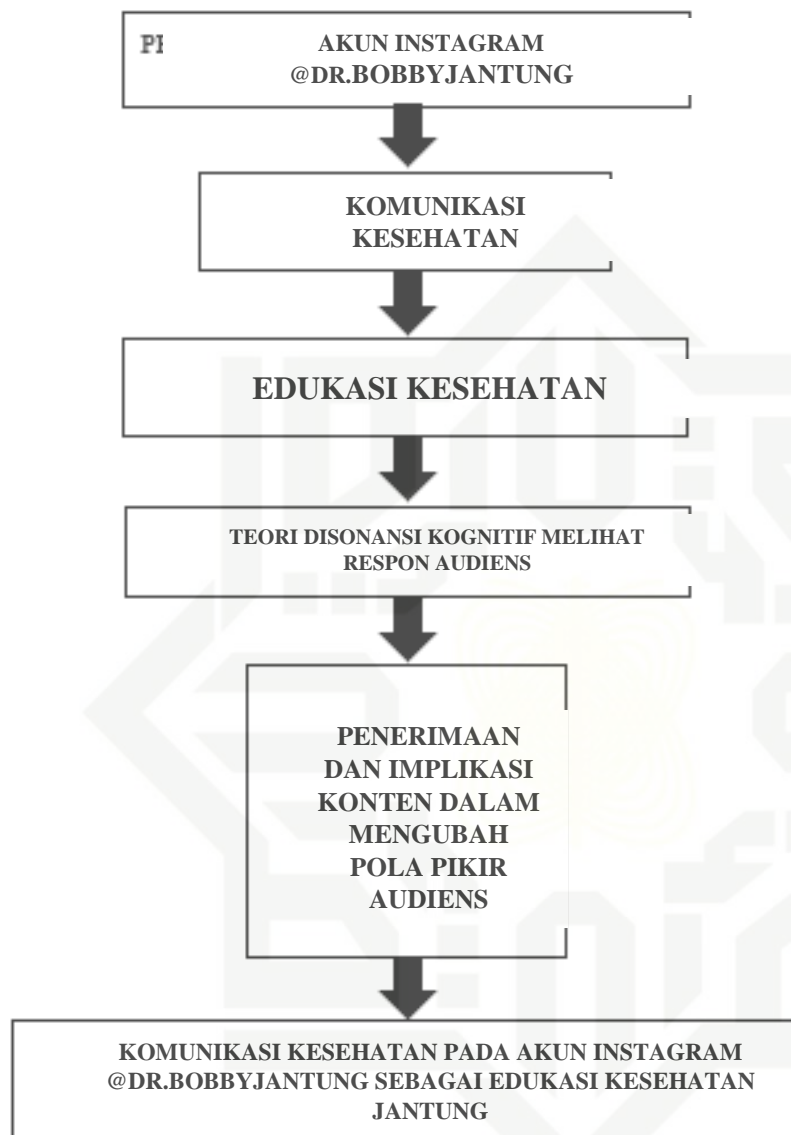 AKUN INSTAGRAM
@DR.BOBBYJANTUNG
KOMUNIKASI
KESEHATAN
EDUKASI KESEHATAN
TEORI DISONANSI KOGNITIF MELIHAT
RESPON AUDIENS
PENERIMAAN
DAN IMPLIKASI
KONTEN DALAM
MENGUBAH
POLA PIKIR
AUDIENS
KOMUNIKASI KESEHATAN PADA AKUN INSTAGRAM
@DR.BOBBYJANTUNG SEBAGAI EDUKASI KESEHATAN
JANTUNG